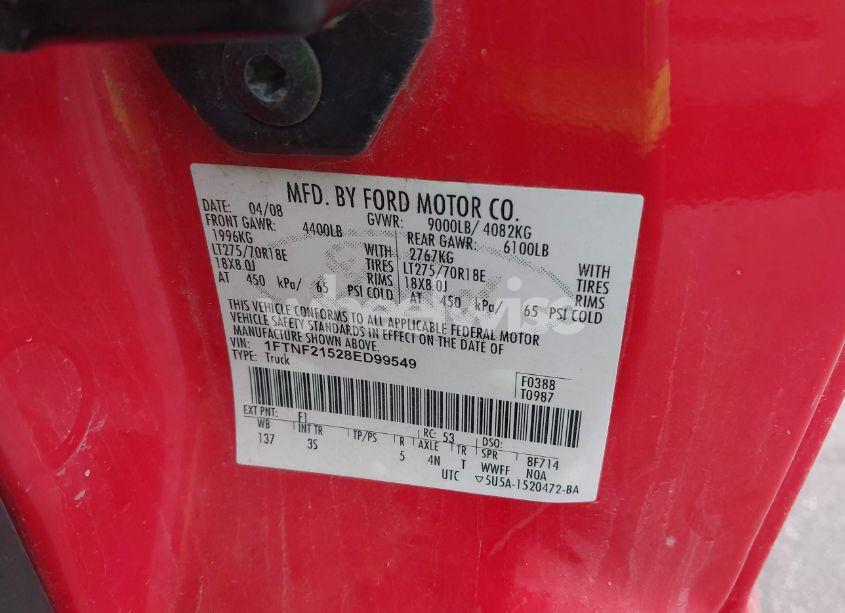 MFD. BY FORD MOTOR CO.
DATE: 04/08 GVWR: 9000LB/ 4082KG
FRONT GAWR: 4400LB REAR GAWR: 6100LB
1996KG WITH 2767KG WITH
LT275/70R18E TIRES LT275/70R18E TIRES
18X8.0J RIMS 18X8.0J RIMS
AT 450 kPa/ 65 PSI COLD AT 450 kPa/ 65 PSI COLD
THIS VEHICLE CONFORMS TO ALL APPLICABLE FEDERAL MOTOR
VEHICLE SAFETY STANDARDS IN EFFECT ON THE DATE OF
MANUFACTURE SHOWN ABOVE.
VIN: 1FTNF21528ED99549
TYPE: Truck
F0388
T0987
EXT PNT: F1 RC: 53 DSO:
WB INT TR TP/PS R AXLE TR SPR 8F714
137 3S 5 4N T WWFF N0A
UTC ▽5U5A-1520472-BA
wheelwise